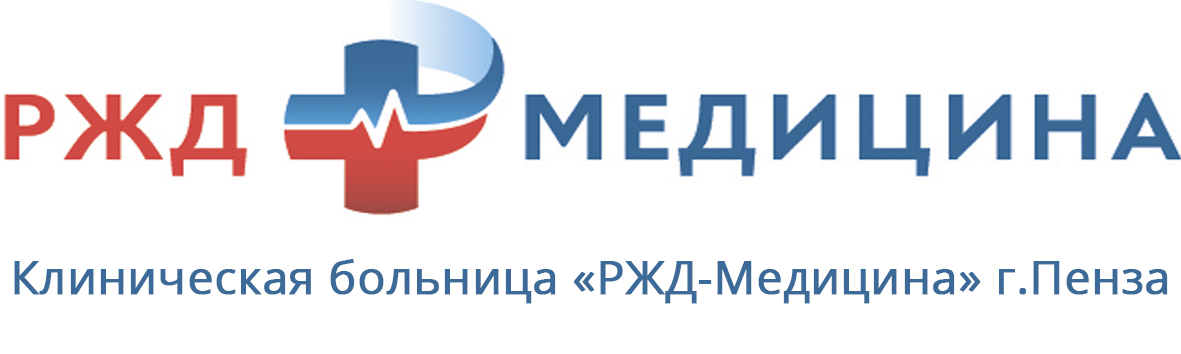 РЖД МЕДИЦИНА
Клиническая больница «РЖД-Медицина» г.Пенза